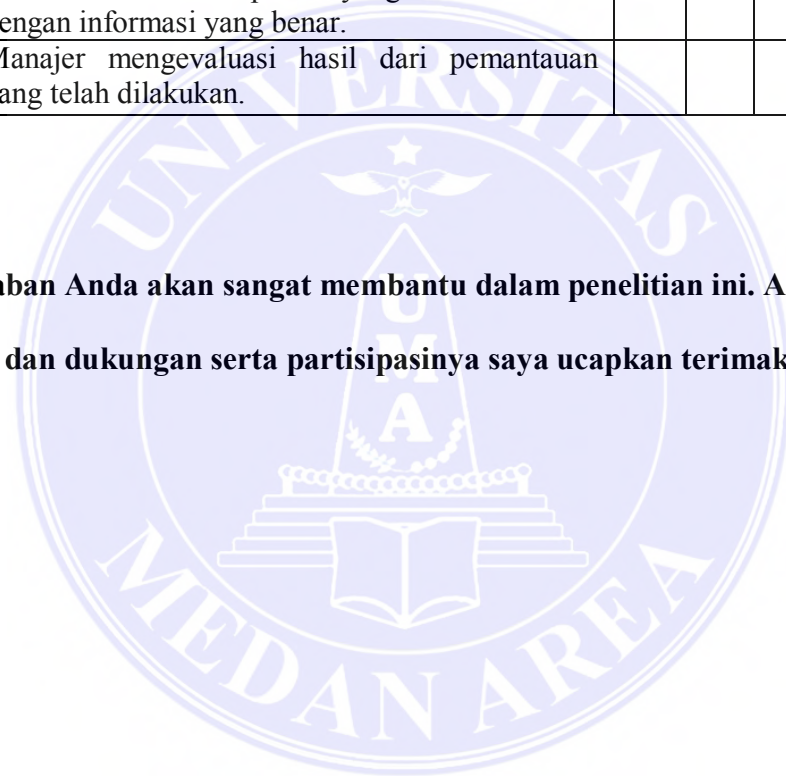 engan informasi yang benar.
Manajer mengevaluasi hasil dari pemantauan
ang telah dilakukan.
aban Anda akan sangat membantu dalam penelitian ini. A
dan dukungan serta partisipasinya saya ucapkan terimak
UNIVERSITAS
UMA
MEDAN AREA